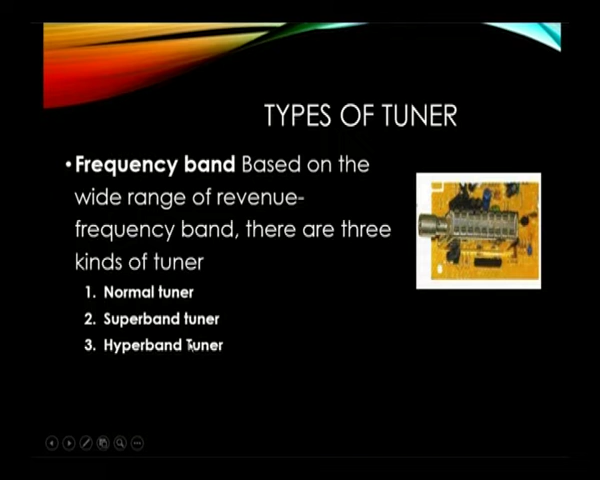 TYPES OF TUNER
• Frequency band Based on the
wide range of revenue-
frequency band, there are three
kinds of tuner
1. Normal tuner
2. Superband tuner
3. Hyperband Tuner